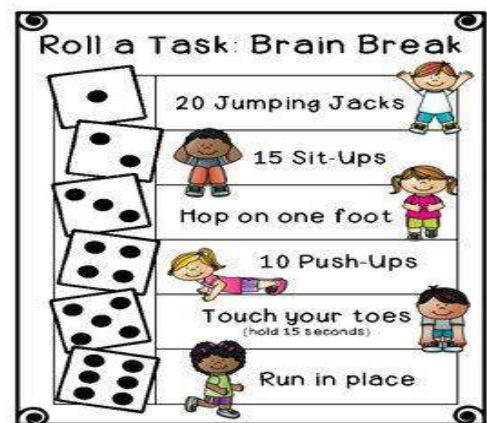 Roll a Task: Brain Break
20 Jumping Jacks
15 Sit-Ups
Hop on one foot
10 Push-Ups
Touch your toes
(hold 15 seconds)
Run in place